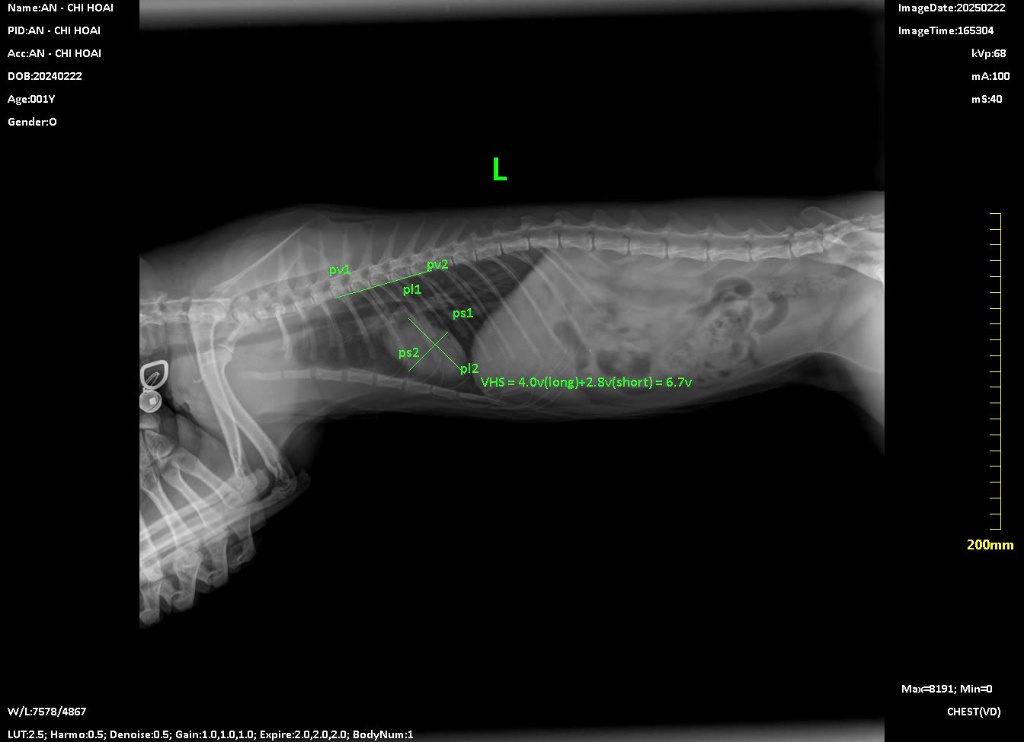 Name:AN - CHI HOAI
PID:AN - CHI HOAI
Acc:AN - CHI HOAI
DOB:20240222
Age:001Y
Gender:O
ImageDate:20250222
ImageTime:165304
kVp:68
mA:100
mS:40
L
pv1
pv2
pl1
ps1
ps2
pl2
VHS = 4.0v(long)+2.8v(short) = 6.7v
200mm
Max=8191; Min=0
CHEST(VD)
W/L:7578/4867
LUT:2.5; Harmo:0.5; Denoise:0.5; Gain:1.0,1.0,1.0; Expire:2.0,2.0,2.0; BodyNum:1